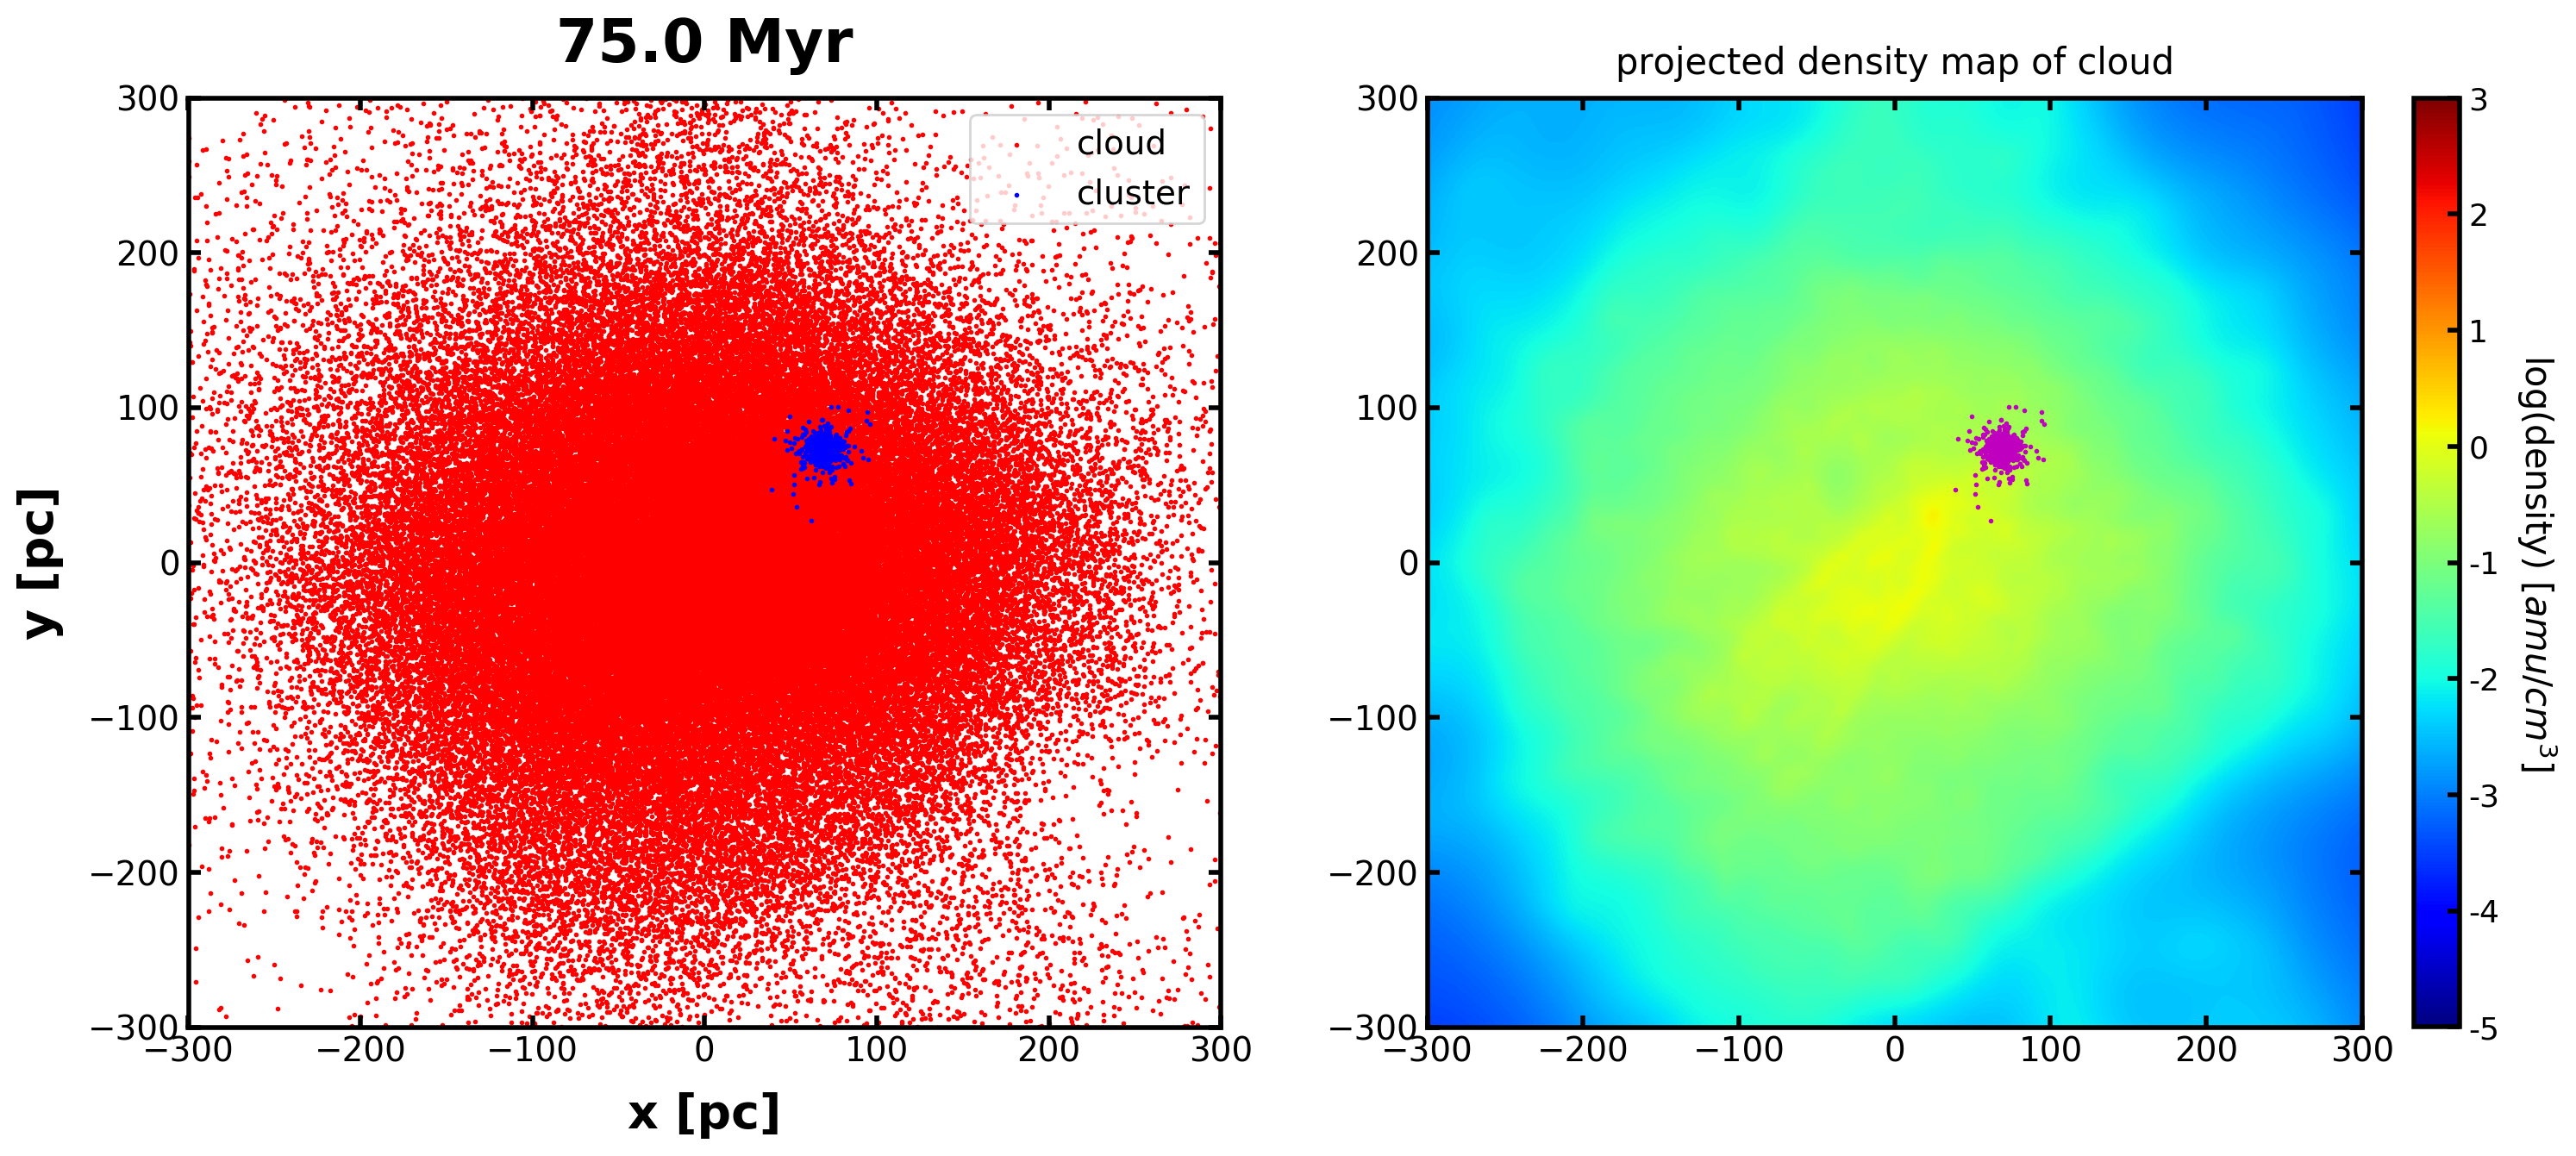 75.0 Myr
projected density map of cloud
cloud
cluster
300
200
100
0
−100
−200
−300
−300 −200 −100 0 100 200 300
x [pc]
y [pc]
300
200
100
0
−100
−200
−300
−300 −200 −100 0 100 200 300
3
2
1
0
-1
-2
-3
-4
-5
log(density) [amu/cm³]